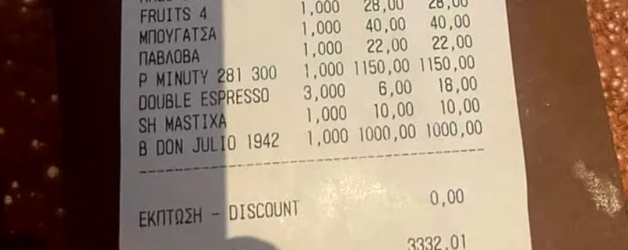 FRUITS 4 1,000 28,00 28,00
ΜΠΟΥΓΑΤΣΑ 1,000 40,00 40,00
ΠΑΒΛΟΒΑ 1,000 22,00 22,00
P MINUTY 281 300 1,000 1150,00 1150,00
DOUBLE ESPRESSO 3,000 6,00 18,00
SH MASTIXA 1,000 10,00 10,00
B DON JULIO 1942 1,000 1000,00 1000,00
ΕΚΠΤΩΣΗ - DISCOUNT 0,00
3332,01